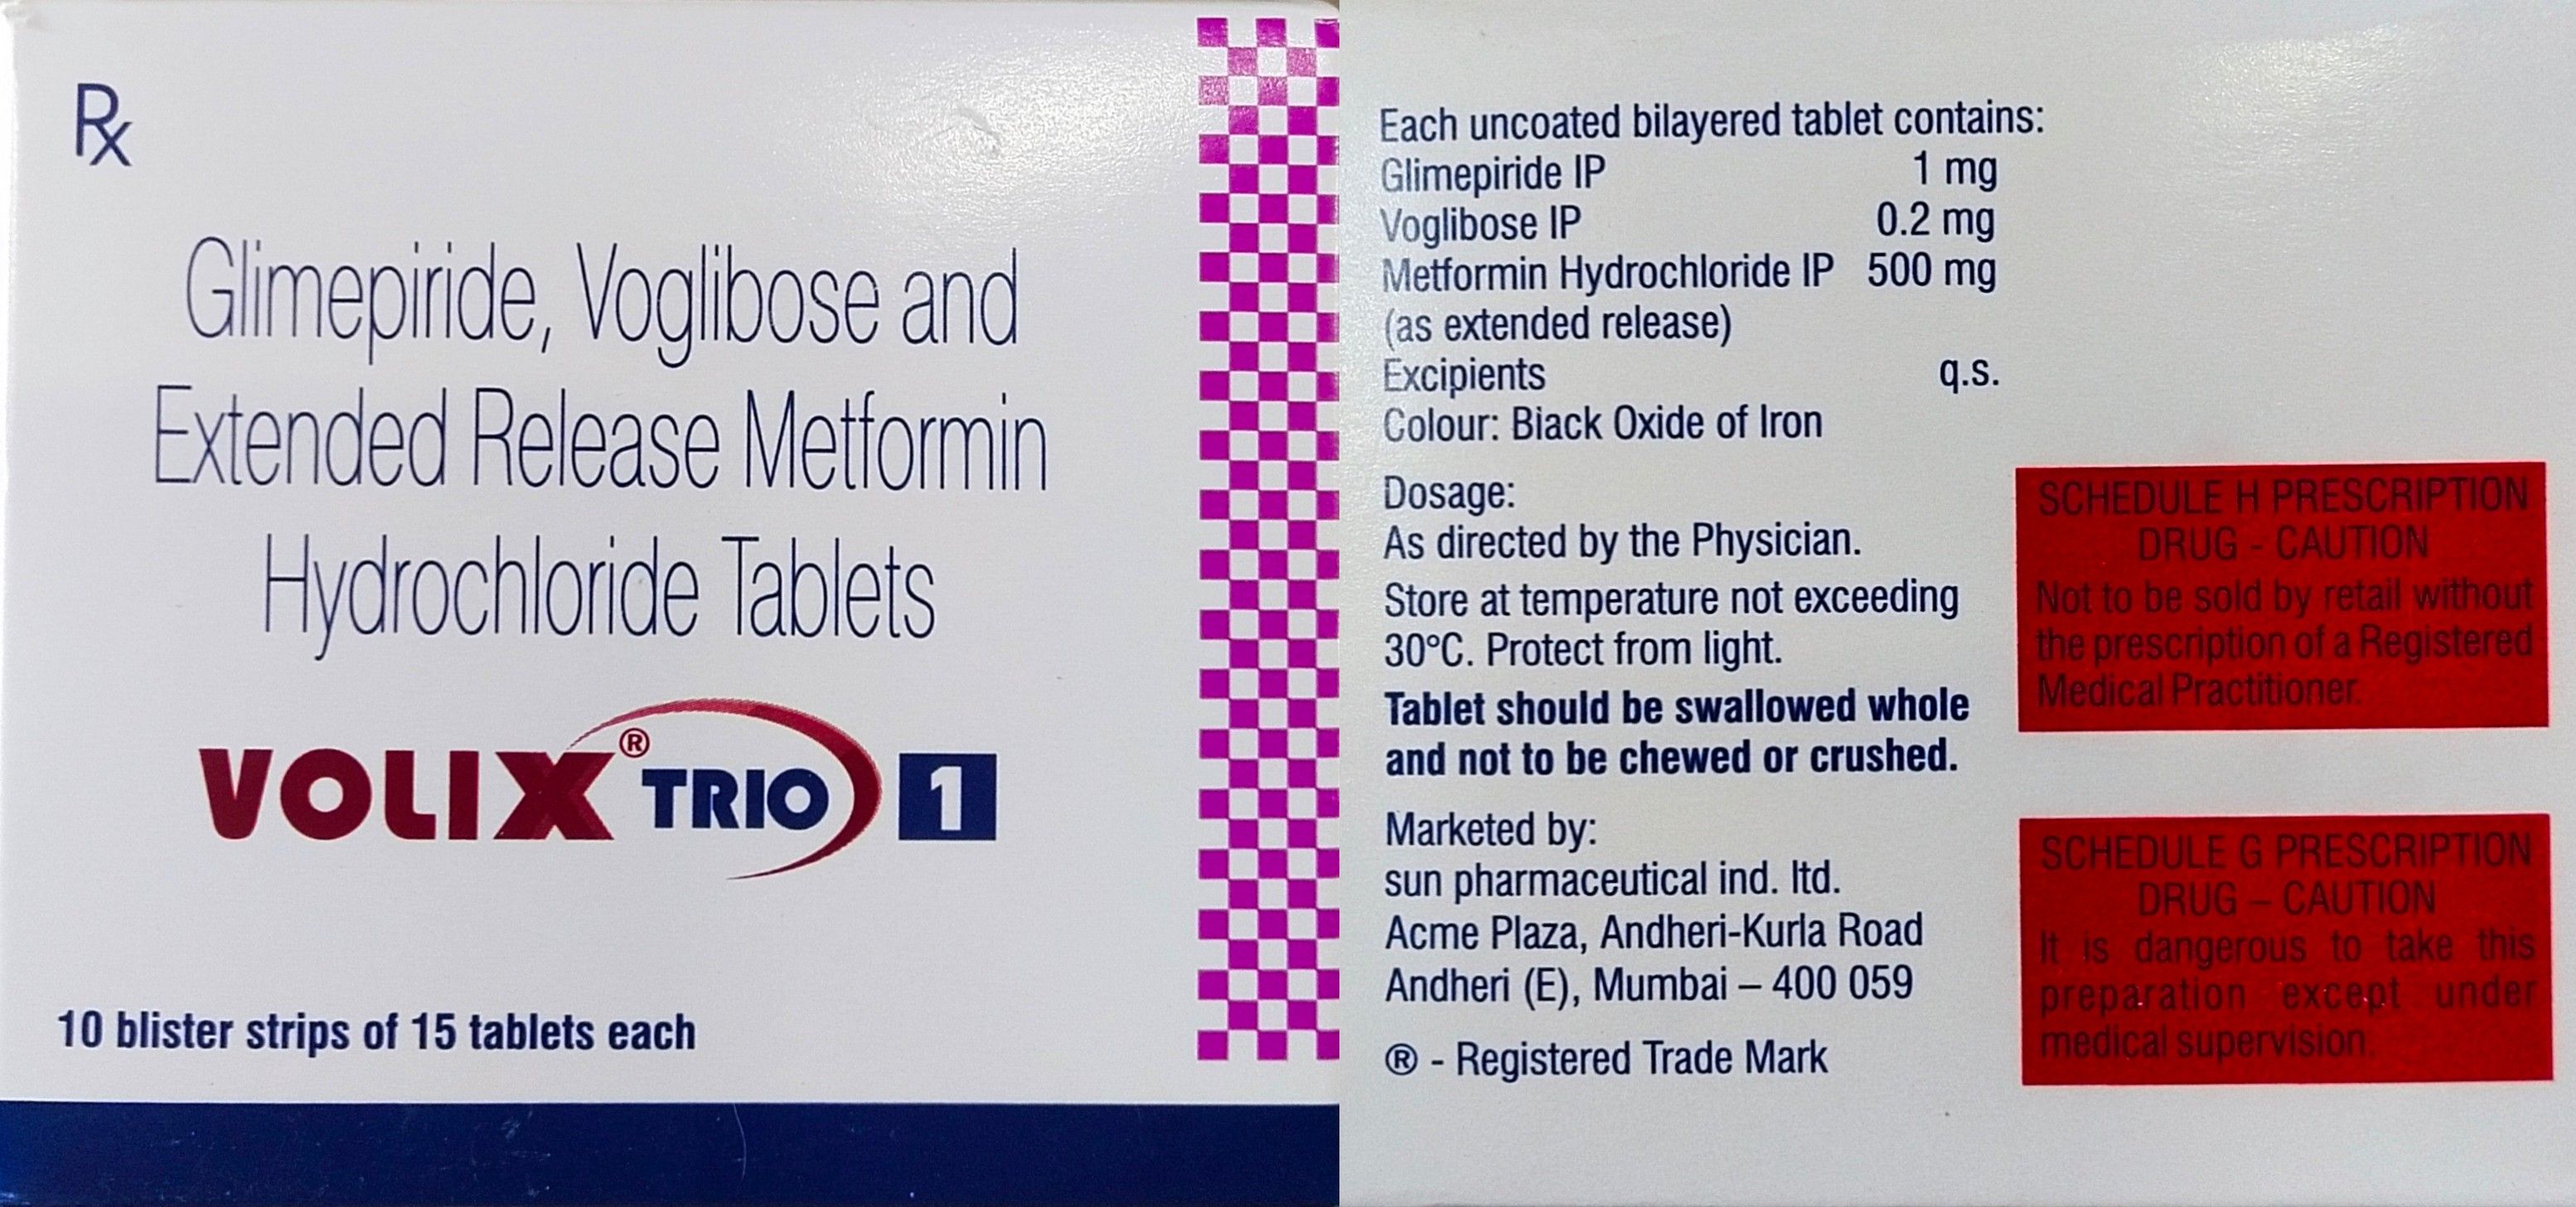 Rx
Glimepiride, Voglibose and
Extended Release Metformin
Hydrochloride Tablets
VOLIX® TRIO 1
10 blister strips of 15 tablets each
Each uncoated bilayered tablet contains:
Glimepiride IP 1 mg
Voglibose IP 0.2 mg
Metformin Hydrochloride IP 500 mg
(as extended release)
Excipients q.s.
Colour: Black Oxide of Iron
Dosage:
As directed by the Physician.
Store at temperature not exceeding
30°C. Protect from light.
Tablet should be swallowed whole
and not to be chewed or crushed.
Marketed by:
sun pharmaceutical ind. ltd.
Acme Plaza, Andheri-Kurla Road
Andheri (E), Mumbai – 400 059
® - Registered Trade Mark
SCHEDULE H PRESCRIPTION
DRUG - CAUTION
Not to be sold by retail without
the prescription of a Registered
Medical Practitioner.
SCHEDULE G PRESCRIPTION
DRUG – CAUTION
It is dangerous to take this
preparation except under
medical supervision.